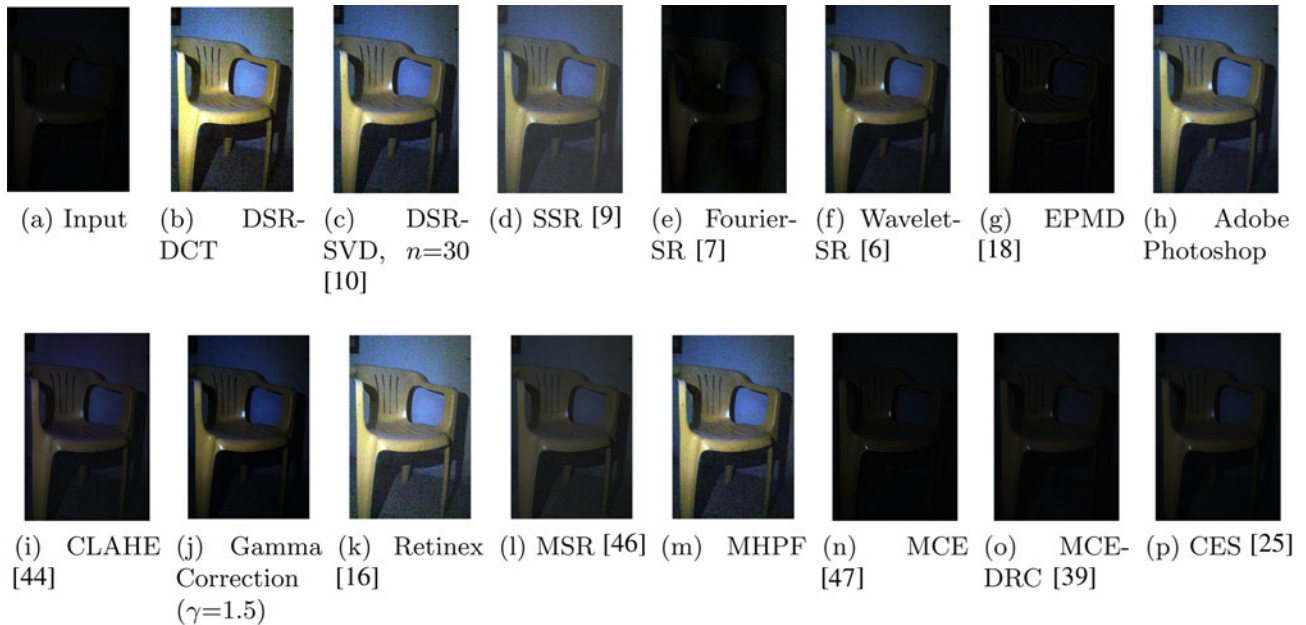 (a) Input
(b) DSR-
DCT
(c) DSR-
SVD, n=30
[10]
(d) SSR [9]
(e) Fourier-
SR [7]
(f) Wavelet-
SR [6]
(g) EPMD
[18]
(h) Adobe
Photoshop
(i) CLAHE
[44]
(j) Gamma
Correction
(γ=1.5)
(k) Retinex
[16]
(l) MSR [46]
(m) MHPF
(n) MCE
[47]
(o) MCE-
DRC [39]
(p) CES [25]